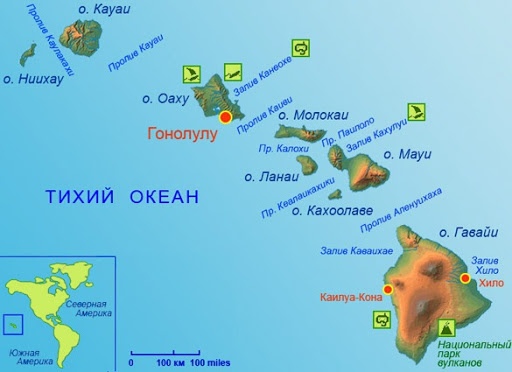 о. Кауаи
Пролив Каулакахи
Пролив Кауаи
о. Ниихау
Залив Канеохе
о. Оаху
Пролив Каиви
Гонолулу
о. Молокаи
Пр. Паиполо
Залив Кахулуи
Пр. Калохи
о. Мауи
о. Ланаи
Пр. Кеалаикахики
ТИХИЙ ОКЕАН
о. Кахоолаве
Пролив Аленуихаха
о. Гавайи
Залив Каваихае
Залив
Хило
Хило
Каилуа-Кона
Национальный
парк
вулканов
Северная
Америка
Южная
Америка
0 100 км 100 miles